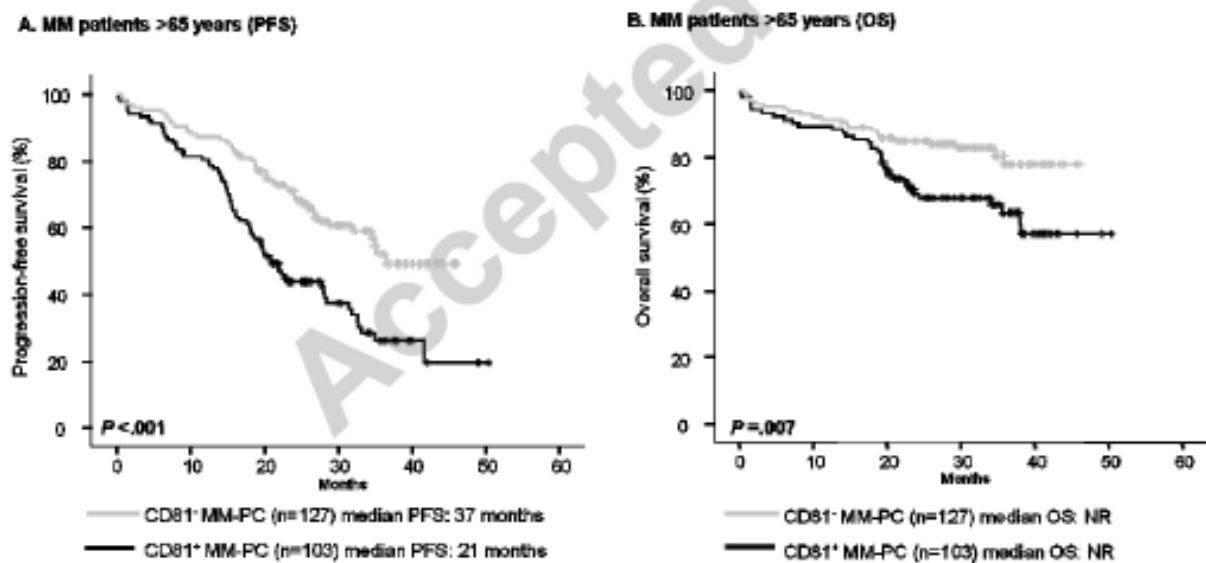 A. MM patients >65 years (PFS)
B. MM patients >65 years (OS)
Accepted
Progression-free survival (%)
100
80
60
40
20
0
P <.001
0 10 20 30 40 50 60
Months
CD81⁻ MM-PC (n=127) median PFS: 37 months
CD81⁺ MM-PC (n=103) median PFS: 21 months
Overall survival (%)
100
80
60
40
20
0
P =.007
0 10 20 30 40 50 60
Months
CD81⁻ MM-PC (n=127) median OS: NR
CD81⁺ MM-PC (n=103) median OS: NR